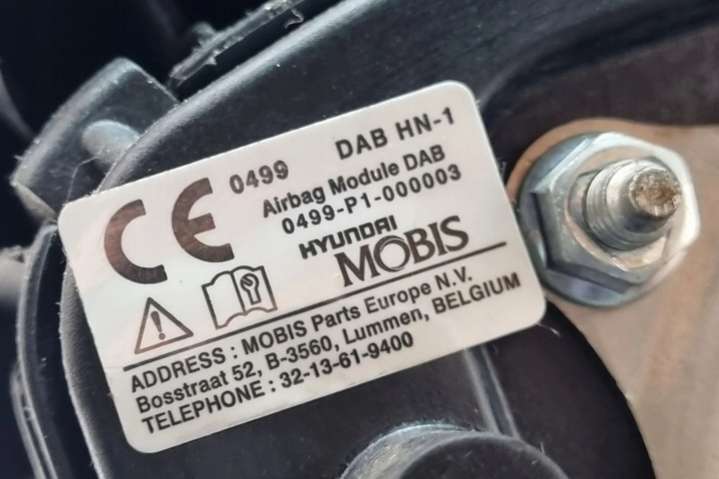 CE 0499 DAB HN-1
Airbag Module DAB
0499-P1-000003
HYUNDAI
MOBIS
ADDRESS : MOBIS Parts Europe N.V.
Bosstraat 52, B-3560, Lummen, BELGIUM
TELEPHONE : 32-13-61-9400